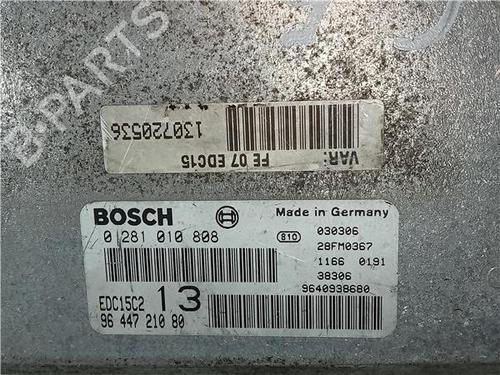 B-PARTS
VAR:
FE 07 EDC15
130720536
BOSCH
Made in Germany
0 281 010 808
810
030306
28FM0367
1166 0191
38306
9640938680
EDC15C2 13
96 447 210 80